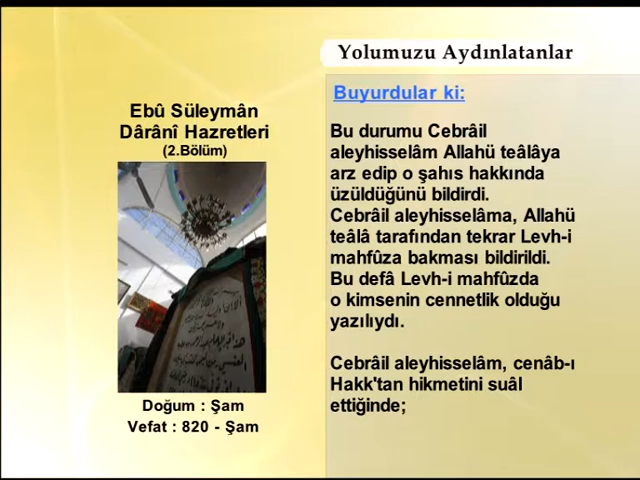 Yolumuzu Aydınlatanlar
Ebû Süleymân
Dârânî Hazretleri
(2.Bölüm)
Doğum : Şam
Vefat : 820 - Şam
Buyurdular ki:
Bu durumu Cebrâil
aleyhisselâm Allahü teâlâya
arz edip o şahıs hakkında
üzüldüğünü bildirdi.
Cebrâil aleyhisselâma, Allahü
teâlâ tarafından tekrar Levh-i
mahfûza bakması bildirildi.
Bu defâ Levh-i mahfûzda
o kimsenin cennetlik olduğu
yazılıydı.
Cebrâil aleyhisselâm, cenâb-ı
Hakk'tan hikmetini suâl
ettiğinde;